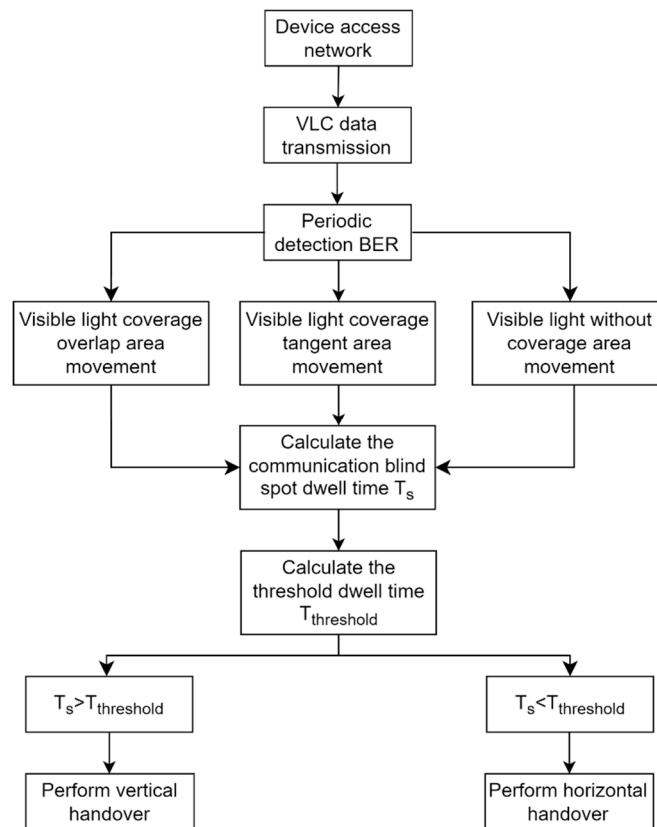 Device access
network
VLC data
transmission
Periodic
detection BER
Visible light coverage
overlap area
movement
Visible light coverage
tangent area
movement
Visible light without
coverage area
movement
Calculate the
communication blind
spot dwell time Ts
Calculate the
threshold dwell time
Tthreshold
Ts>Tthreshold
Ts<Tthreshold
Perform vertical
handover
Perform horizontal
handover